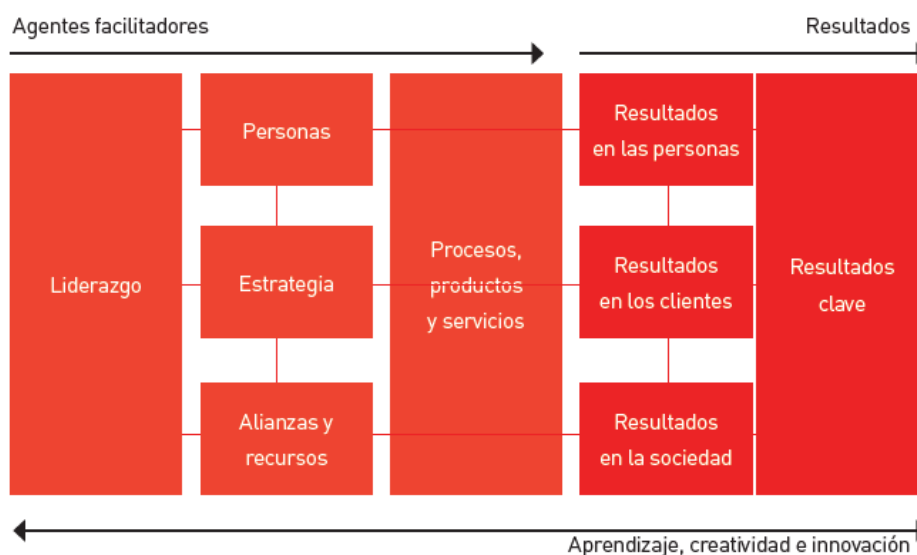 Agentes facilitadores
Resultados
Liderazgo
Personas
Estrategia
Alianzas y
recursos
Procesos,
productos
y servicios
Resultados
en las personas
Resultados
en los clientes
Resultados
en la sociedad
Resultados
clave
Aprendizaje, creatividad e innovación